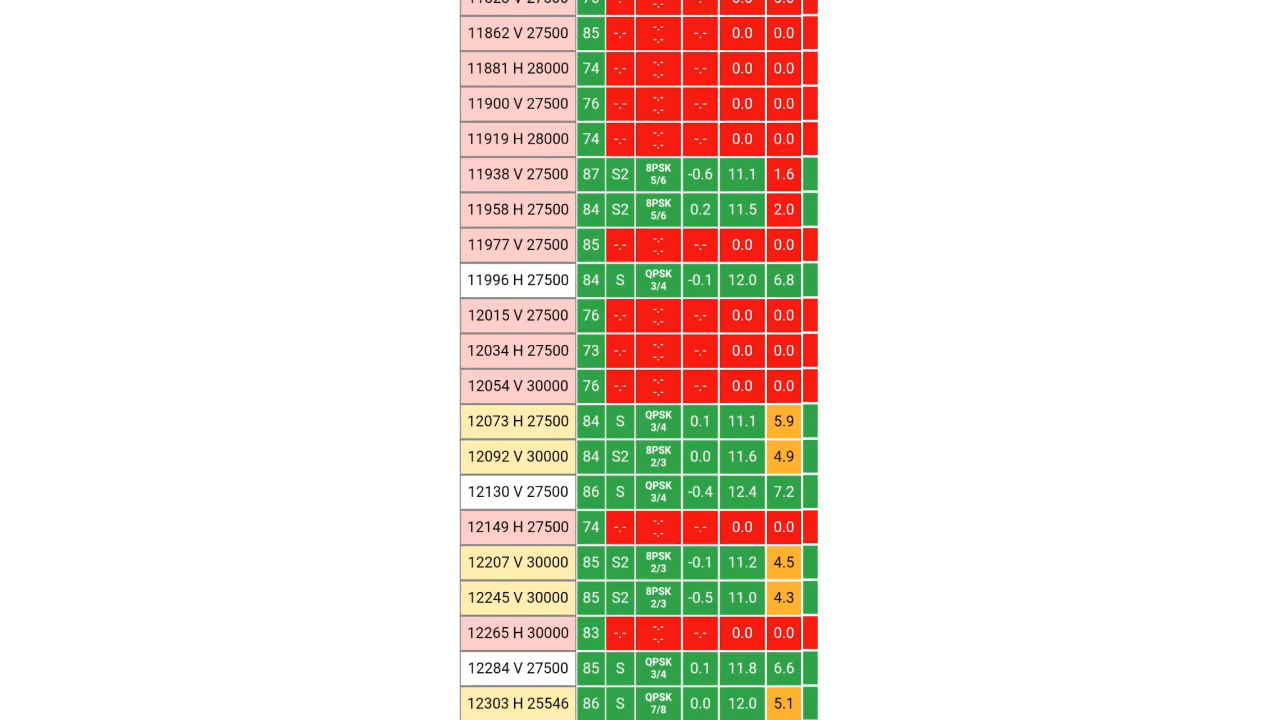 11862 V 27500 85 -.- -.- -.- -.- 0.0 0.0
11881 H 28000 74 -.- -.- -.- -.- 0.0 0.0
11900 V 27500 76 -.- -.- -.- -.- 0.0 0.0
11919 H 28000 74 -.- -.- -.- -.- 0.0 0.0
11938 V 27500 87 S2 8PSK 5/6 -0.6 11.1 1.6
11958 H 27500 84 S2 8PSK 5/6 0.2 11.5 2.0
11977 V 27500 85 -.- -.- -.- -.- 0.0 0.0
11996 H 27500 84 S QPSK 3/4 -0.1 12.0 6.8
12015 V 27500 76 -.- -.- -.- -.- 0.0 0.0
12034 H 27500 73 -.- -.- -.- -.- 0.0 0.0
12054 V 30000 76 -.- -.- -.- -.- 0.0 0.0
12073 H 27500 84 S QPSK 3/4 0.1 11.1 5.9
12092 V 30000 84 S2 8PSK 2/3 0.0 11.6 4.9
12130 V 27500 86 S QPSK 3/4 -0.4 12.4 7.2
12149 H 27500 74 -.- -.- -.- -.- 0.0 0.0
12207 V 30000 85 S2 8PSK 2/3 -0.1 11.2 4.5
12245 V 30000 85 S2 8PSK 2/3 -0.5 11.0 4.3
12265 H 30000 83 -.- -.- -.- -.- 0.0 0.0
12284 V 27500 85 S QPSK 3/4 0.1 11.8 6.6
12303 H 25546 86 S QPSK 7/8 0.0 12.0 5.1